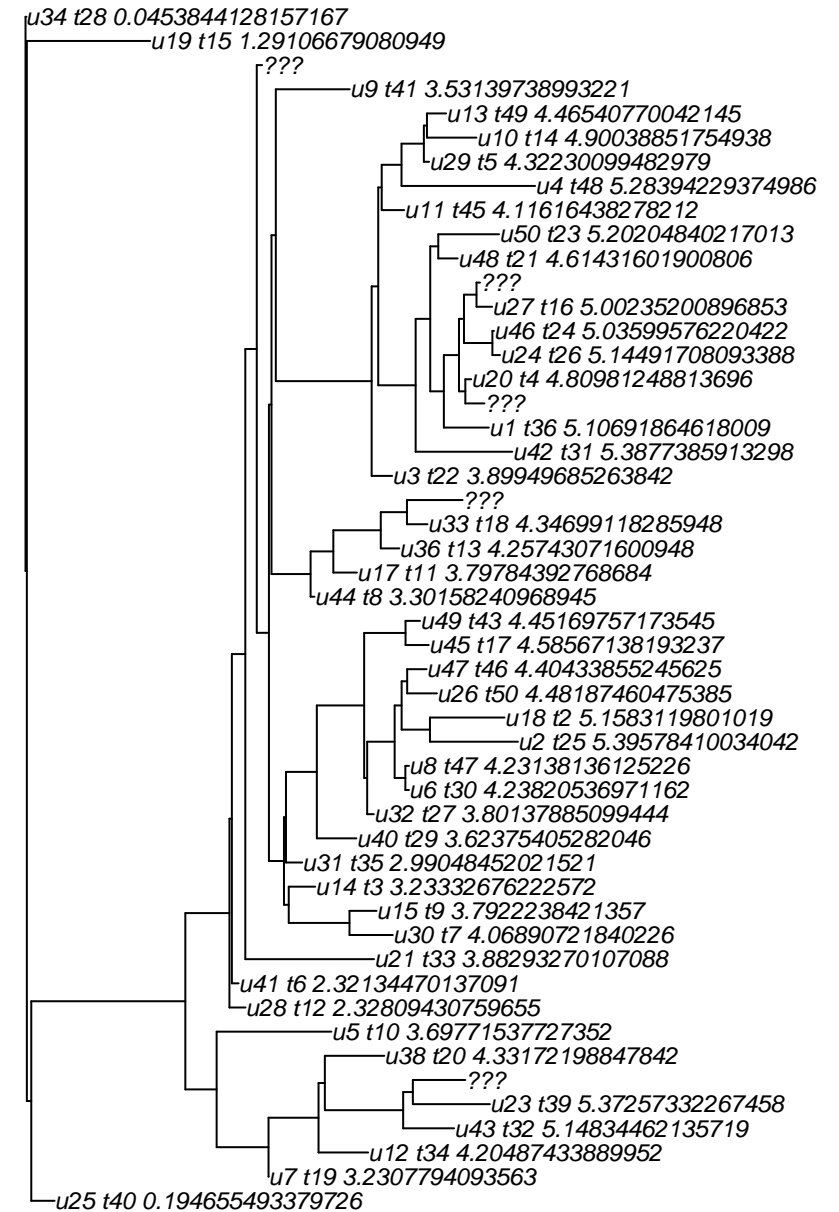 u34 t28 0.0453844128157167
u19 t15 1.29106679080949
???
u9 t41 3.53139738993221
u13 t49 4.46540770042145
u10 t14 4.90038851754938
u29 t5 4.32230099482979
u4 t48 5.28394229374986
u11 t45 4.11616438278212
u50 t23 5.20204840217013
u48 t21 4.61431601900806
???
u27 t16 5.00235200896853
u46 t24 5.03599576220422
u24 t26 5.14491708093388
u20 t4 4.80981248813696
???
u1 t36 5.10691864618009
u42 t31 5.3877385913298
u3 t22 3.89949685263842
???
u33 t18 4.34699118285948
u36 t13 4.25743071600948
u17 t11 3.79784392768684
u44 t8 3.30158240968945
u49 t43 4.45169757173545
u45 t17 4.58567138193237
u47 t46 4.40433855245625
u26 t50 4.48187460475385
u18 t2 5.1583119801019
u2 t25 5.39578410034042
u8 t47 4.23138136125226
u6 t30 4.23820536971162
u32 t27 3.80137885099444
u40 t29 3.62375405282046
u31 t35 2.99048452021521
u14 t3 3.23332676222572
u15 t9 3.7922238421357
u30 t7 4.06890721840226
u21 t33 3.88293270107088
u41 t6 2.32134470137091
u28 t12 2.32809430759655
u5 t10 3.69771537727352
u38 t20 4.33172198847842
???
u23 t39 5.37257332267458
u43 t32 5.14834462135719
u12 t34 4.20487433889952
u7 t19 3.2307794093563
u25 t40 0.194655493379726